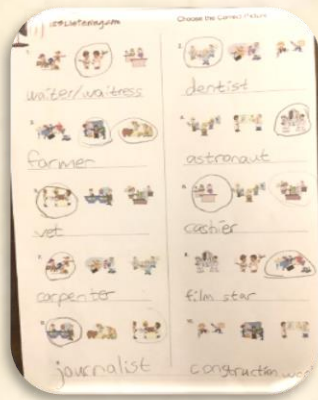 Choose the Correct Picture
waiter/waitress
dentist
farmer
astronaut
vet
cashier
carpenter
film star
journalist
construction